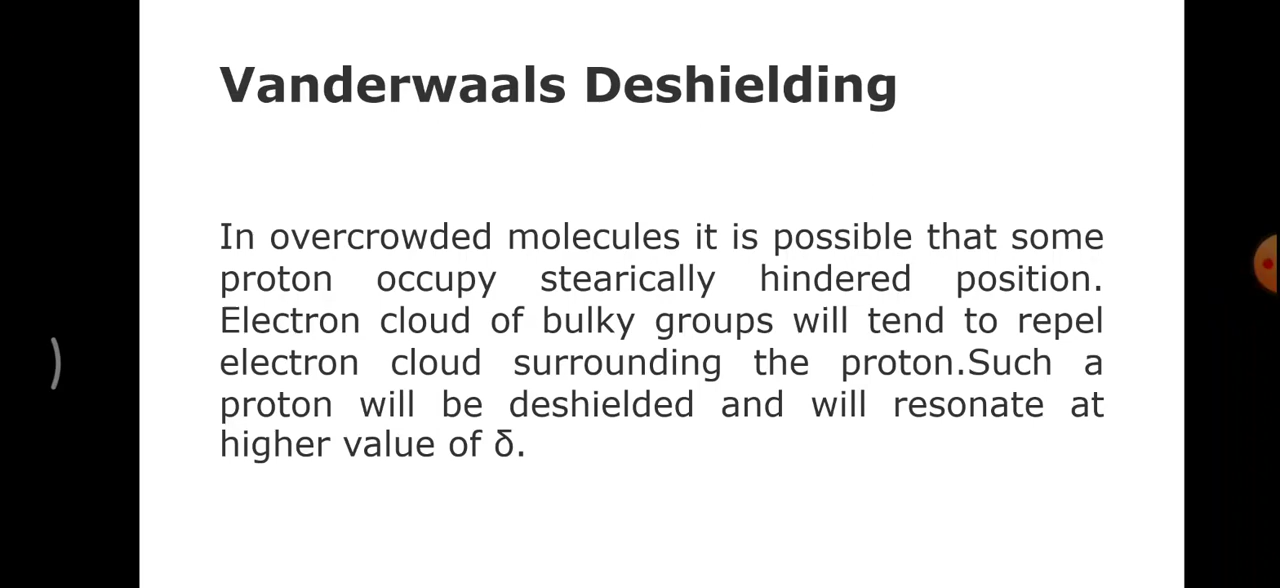 Vanderwaals Deshielding
In overcrowded molecules it is possible that some
proton occupy stearically hindered position.
Electron cloud of bulky groups will tend to repel
electron cloud surrounding the proton.Such a
proton will be deshielded and will resonate at
higher value of δ.